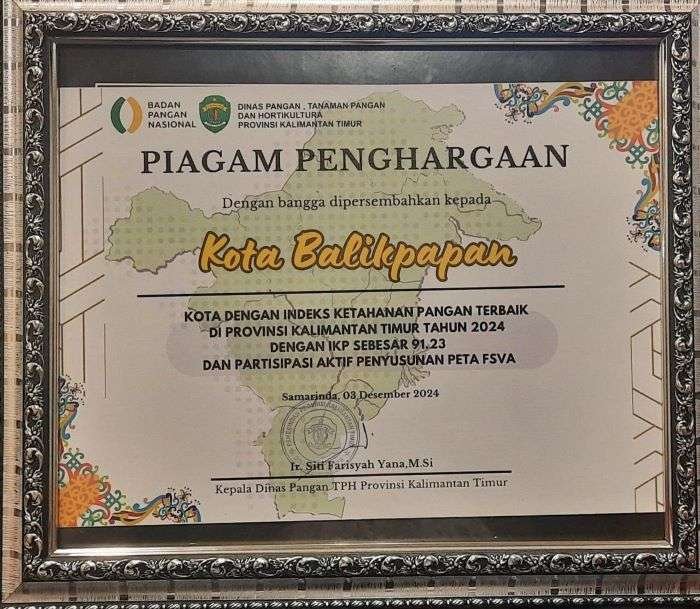 BADAN
PANGAN
NASIONAL
DINAS PANGAN , TANAMAN PANGAN
DAN HORTIKULTURA
PROVINSI KALIMANTAN TIMUR
PIAGAM PENGHARGAAN
Dengan bangga dipersembahkan kepada
Kota Balikpapan
KOTA DENGAN INDEKS KETAHANAN PANGAN TERBAIK
DI PROVINSI KALIMANTAN TIMUR TAHUN 2024
DENGAN IKP SEBESAR 91.23
DAN PARTISIPASI AKTIF PENYUSUNAN PETA FSVA
Samarinda, 03 Desember 2024
Ir. Siti Farisyah Yana,M.Si
Kepala Dinas Pangan TPH Provinsi Kalimantan Timur